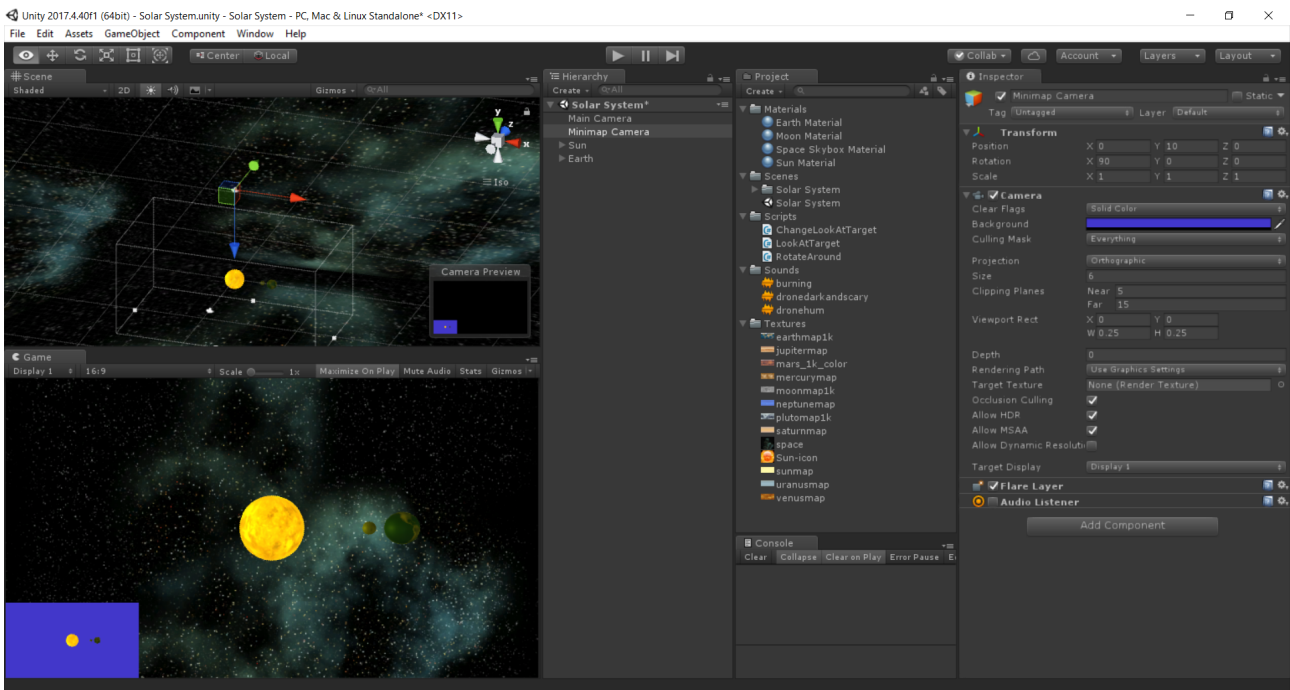 Unity 2017.4.40f1 (64bit) - Solar System.unity - Solar System - PC, Mac & Linux Standalone* <DX11>
File Edit Assets GameObject Component Window Help
Center Local
Collab Account Layers Layout
Scene
Shaded 2D Gizmos All
y
z
x
Iso
Camera Preview
Game
Display 1 16:9 Scale 1x Maximize On Play Mute Audio Stats Gizmos
Hierarchy
Create All
Solar System*
Main Camera
Minimap Camera
Sun
Earth
Project
Create
Materials
Earth Material
Moon Material
Space Skybox Material
Sun Material
Scenes
Solar System
Solar System
Scripts
ChangeLookAtTarget
LookAtTarget
RotateAround
Sounds
burning
dronedarkandscary
dronehum
Textures
earthmap1k
jupitermap
mars_1k_color
mercurymap
moonmap1k
neptunemap
plutomap1k
saturnmap
space
Sun-icon
sunmap
uranusmap
venusmap
Console
Clear Collapse Clear on Play Error Pause
Inspector
Minimap Camera Static
Tag Untagged Layer Default
Transform
Position X 0 Y 10 Z 0
Rotation X 90 Y 0 Z 0
Scale X 1 Y 1 Z 1
Camera
Clear Flags Solid Color
Background
Culling Mask Everything
Projection Orthographic
Size 6
Clipping Planes Near 5
Far 15
Viewport Rect X 0 Y 0
W 0.25 H 0.25
Depth 0
Rendering Path Use Graphics Settings
Target Texture None (Render Texture)
Occlusion Culling
Allow HDR
Allow MSAA
Allow Dynamic Resoluti
Target Display Display 1
Flare Layer
Audio Listener
Add Component